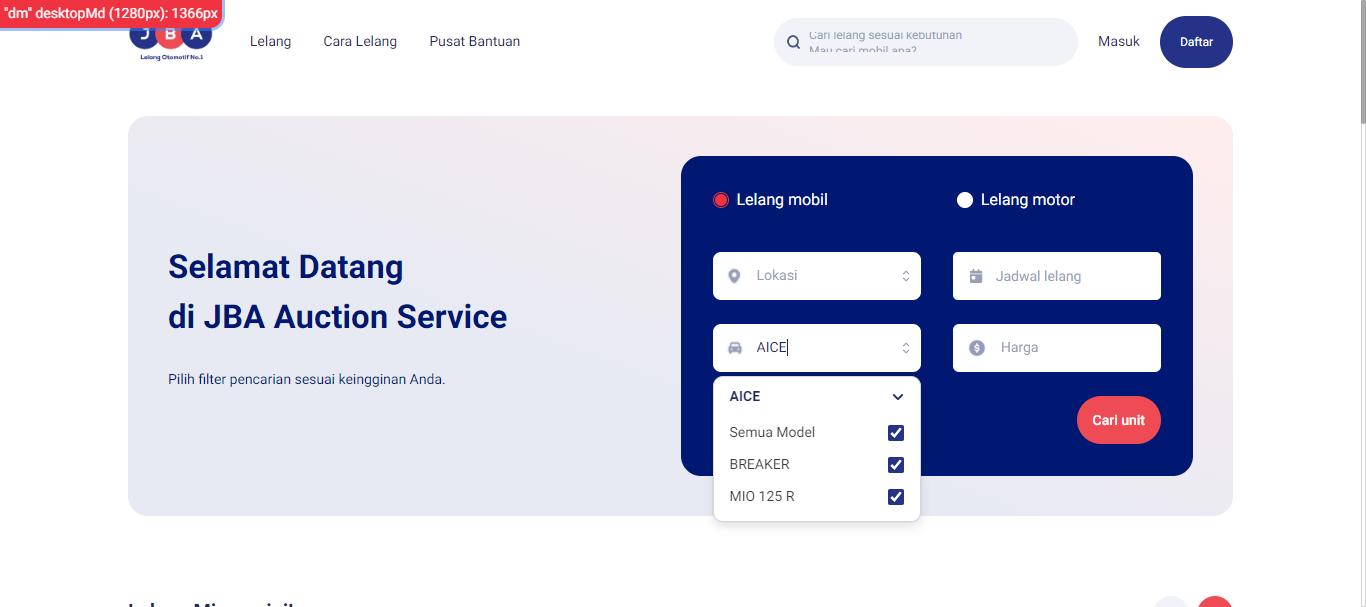 "dm" desktopMd (1280px): 1366px
JBA
Lelang Otomotif No.1
Lelang
Cara Lelang
Pusat Bantuan
Cari lelang sesuai kebutuhan
Mau cari mobil apa?
Masuk
Daftar
Selamat Datang
di JBA Auction Service
Pilih filter pencarian sesuai keingginan Anda.
Lelang mobil
Lelang motor
Lokasi
Jadwal lelang
AICE
Harga
AICE
Semua Model
BREAKER
MIO 125 R
Cari unit